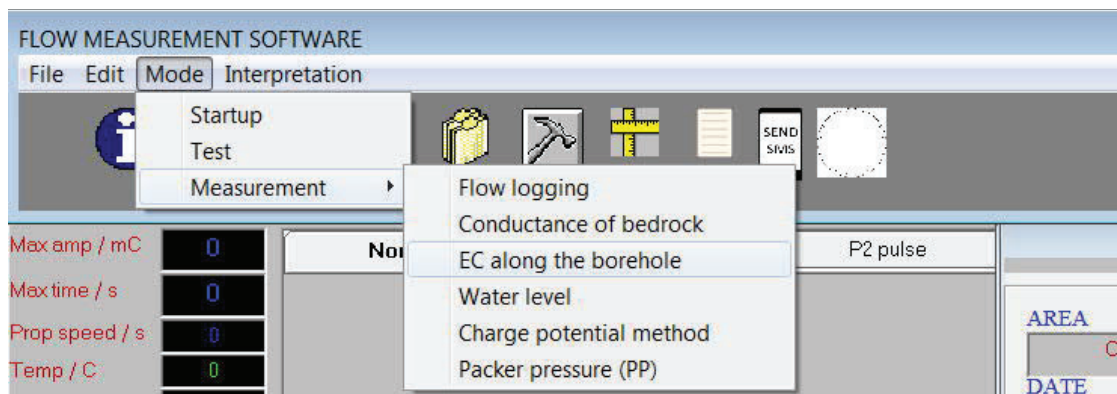 FLOW MEASUREMENT SOFTWARE
File Edit Mode Interpretation
Startup
Test
Measurement
SEND
SIVIS
Flow logging
Conductance of bedrock
EC along the borehole
Water level
Charge potential method
Packer pressure (PP)
Max amp / mC 0
Max time / s 0
Prop speed / s 0
Temp / C 0
P2 pulse
AREA
DATE